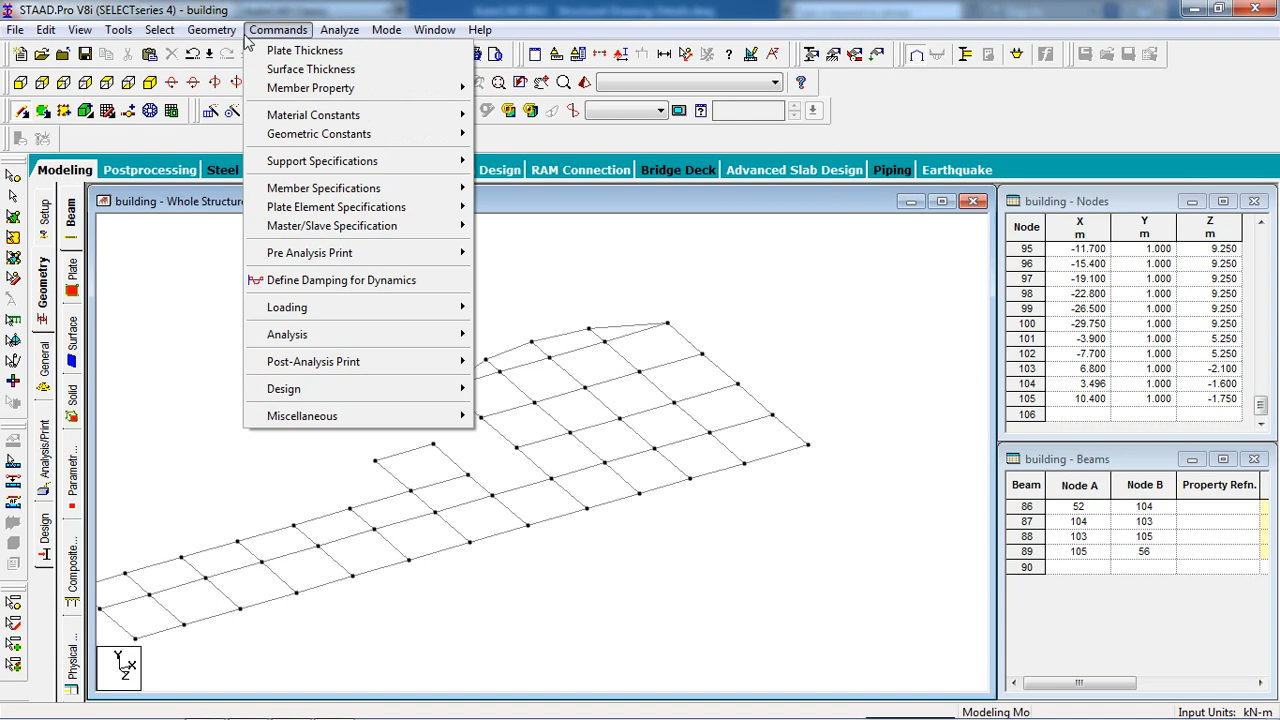 STAAD.Pro V8i (SELECTseries 4) - building
File Edit View Tools Select Geometry Commands Analyze Mode Window Help
Plate Thickness
Surface Thickness
Member Property
Material Constants
Geometric Constants
Support Specifications
Member Specifications
Plate Element Specifications
Master/Slave Specification
Pre Analysis Print
Define Damping for Dynamics
Loading
Analysis
Post-Analysis Print
Design
Miscellaneous
Modeling Postprocessing Steel Design RAM Connection Bridge Deck Advanced Slab Design Piping Earthquake
Setup
Geometry
General
Analysis/Print
Design
Beam
Plate
Surface
Solid
Parametr...
Composite...
Physical ...
building - Whole Structure
Y
X
Z
building - Nodes
Node X m Y m Z m
95 -11.700 1.000 9.250
96 -15.400 1.000 9.250
97 -19.100 1.000 9.250
98 -22.800 1.000 9.250
99 -26.500 1.000 9.250
100 -29.750 1.000 9.250
101 -3.900 1.000 5.250
102 -7.700 1.000 5.250
103 6.800 1.000 -2.100
104 3.496 1.000 -1.600
105 10.400 1.000 -1.750
106
building - Beams
Beam Node A Node B Property Refn.
86 52 104
87 104 103
88 103 105
89 105 56
90
Modeling Mo Input Units: kN-m